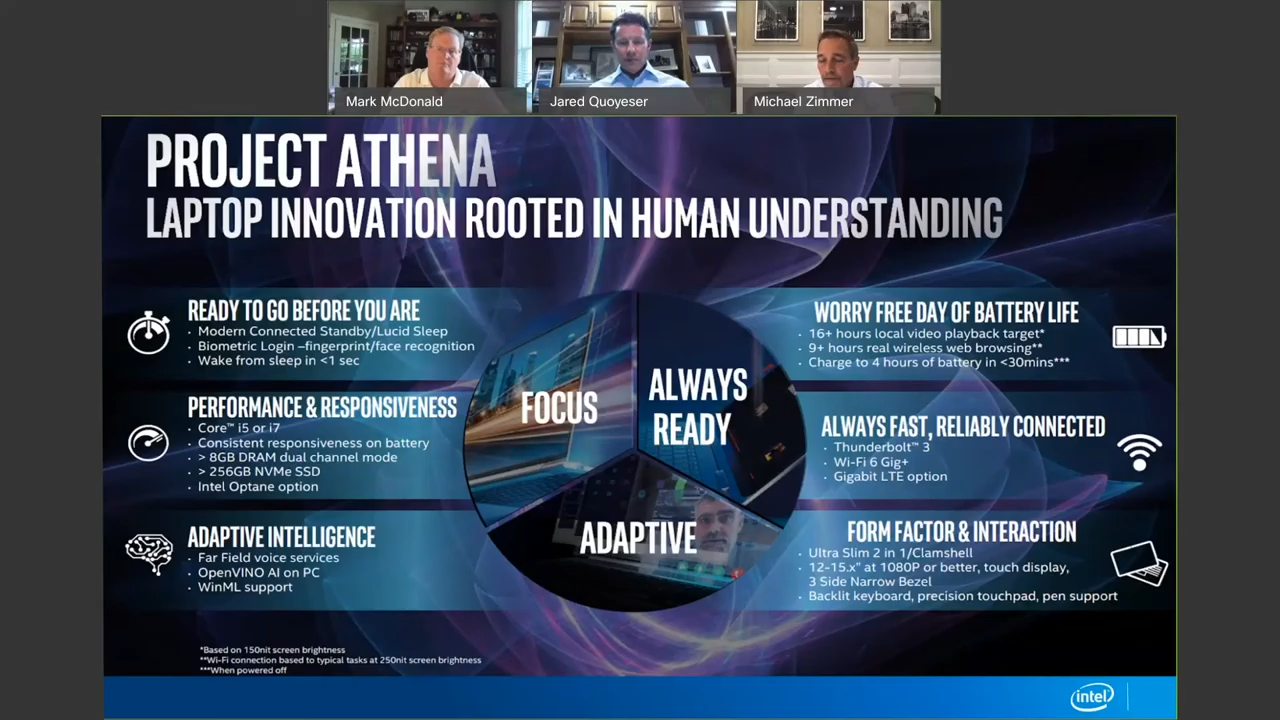 Mark McDonald
Jared Quoyeser
Michael Zimmer
PROJECT ATHENA
LAPTOP INNOVATION ROOTED IN HUMAN UNDERSTANDING
READY TO GO BEFORE YOU ARE
• Modern Connected Standby/Lucid Sleep
• Biometric Login –fingerprint/face recognition
• Wake from sleep in <1 sec
PERFORMANCE & RESPONSIVENESS
• Core™ i5 or i7
• Consistent responsiveness on battery
• > 8GB DRAM dual channel mode
• > 256GB NVMe SSD
• Intel Optane option
ADAPTIVE INTELLIGENCE
• Far Field voice services
• OpenVINO AI on PC
• WinML support
FOCUS
ALWAYS
READY
ADAPTIVE
WORRY FREE DAY OF BATTERY LIFE
• 16+ hours local video playback target*
• 9+ hours real wireless web browsing**
• Charge to 4 hours of battery in <30mins***
ALWAYS FAST, RELIABLY CONNECTED
• Thunderbolt™ 3
• Wi-Fi 6 Gig+
• Gigabit LTE option
FORM FACTOR & INTERACTION
• Ultra Slim 2 in 1/Clamshell
• 12-15.x" at 1080P or better, touch display,
3 Side Narrow Bezel
• Backlit keyboard, precision touchpad, pen support
*Based on 150nit screen brightness
**Wi-Fi connection based to typical tasks at 250nit screen brightness
***When powered off
intel